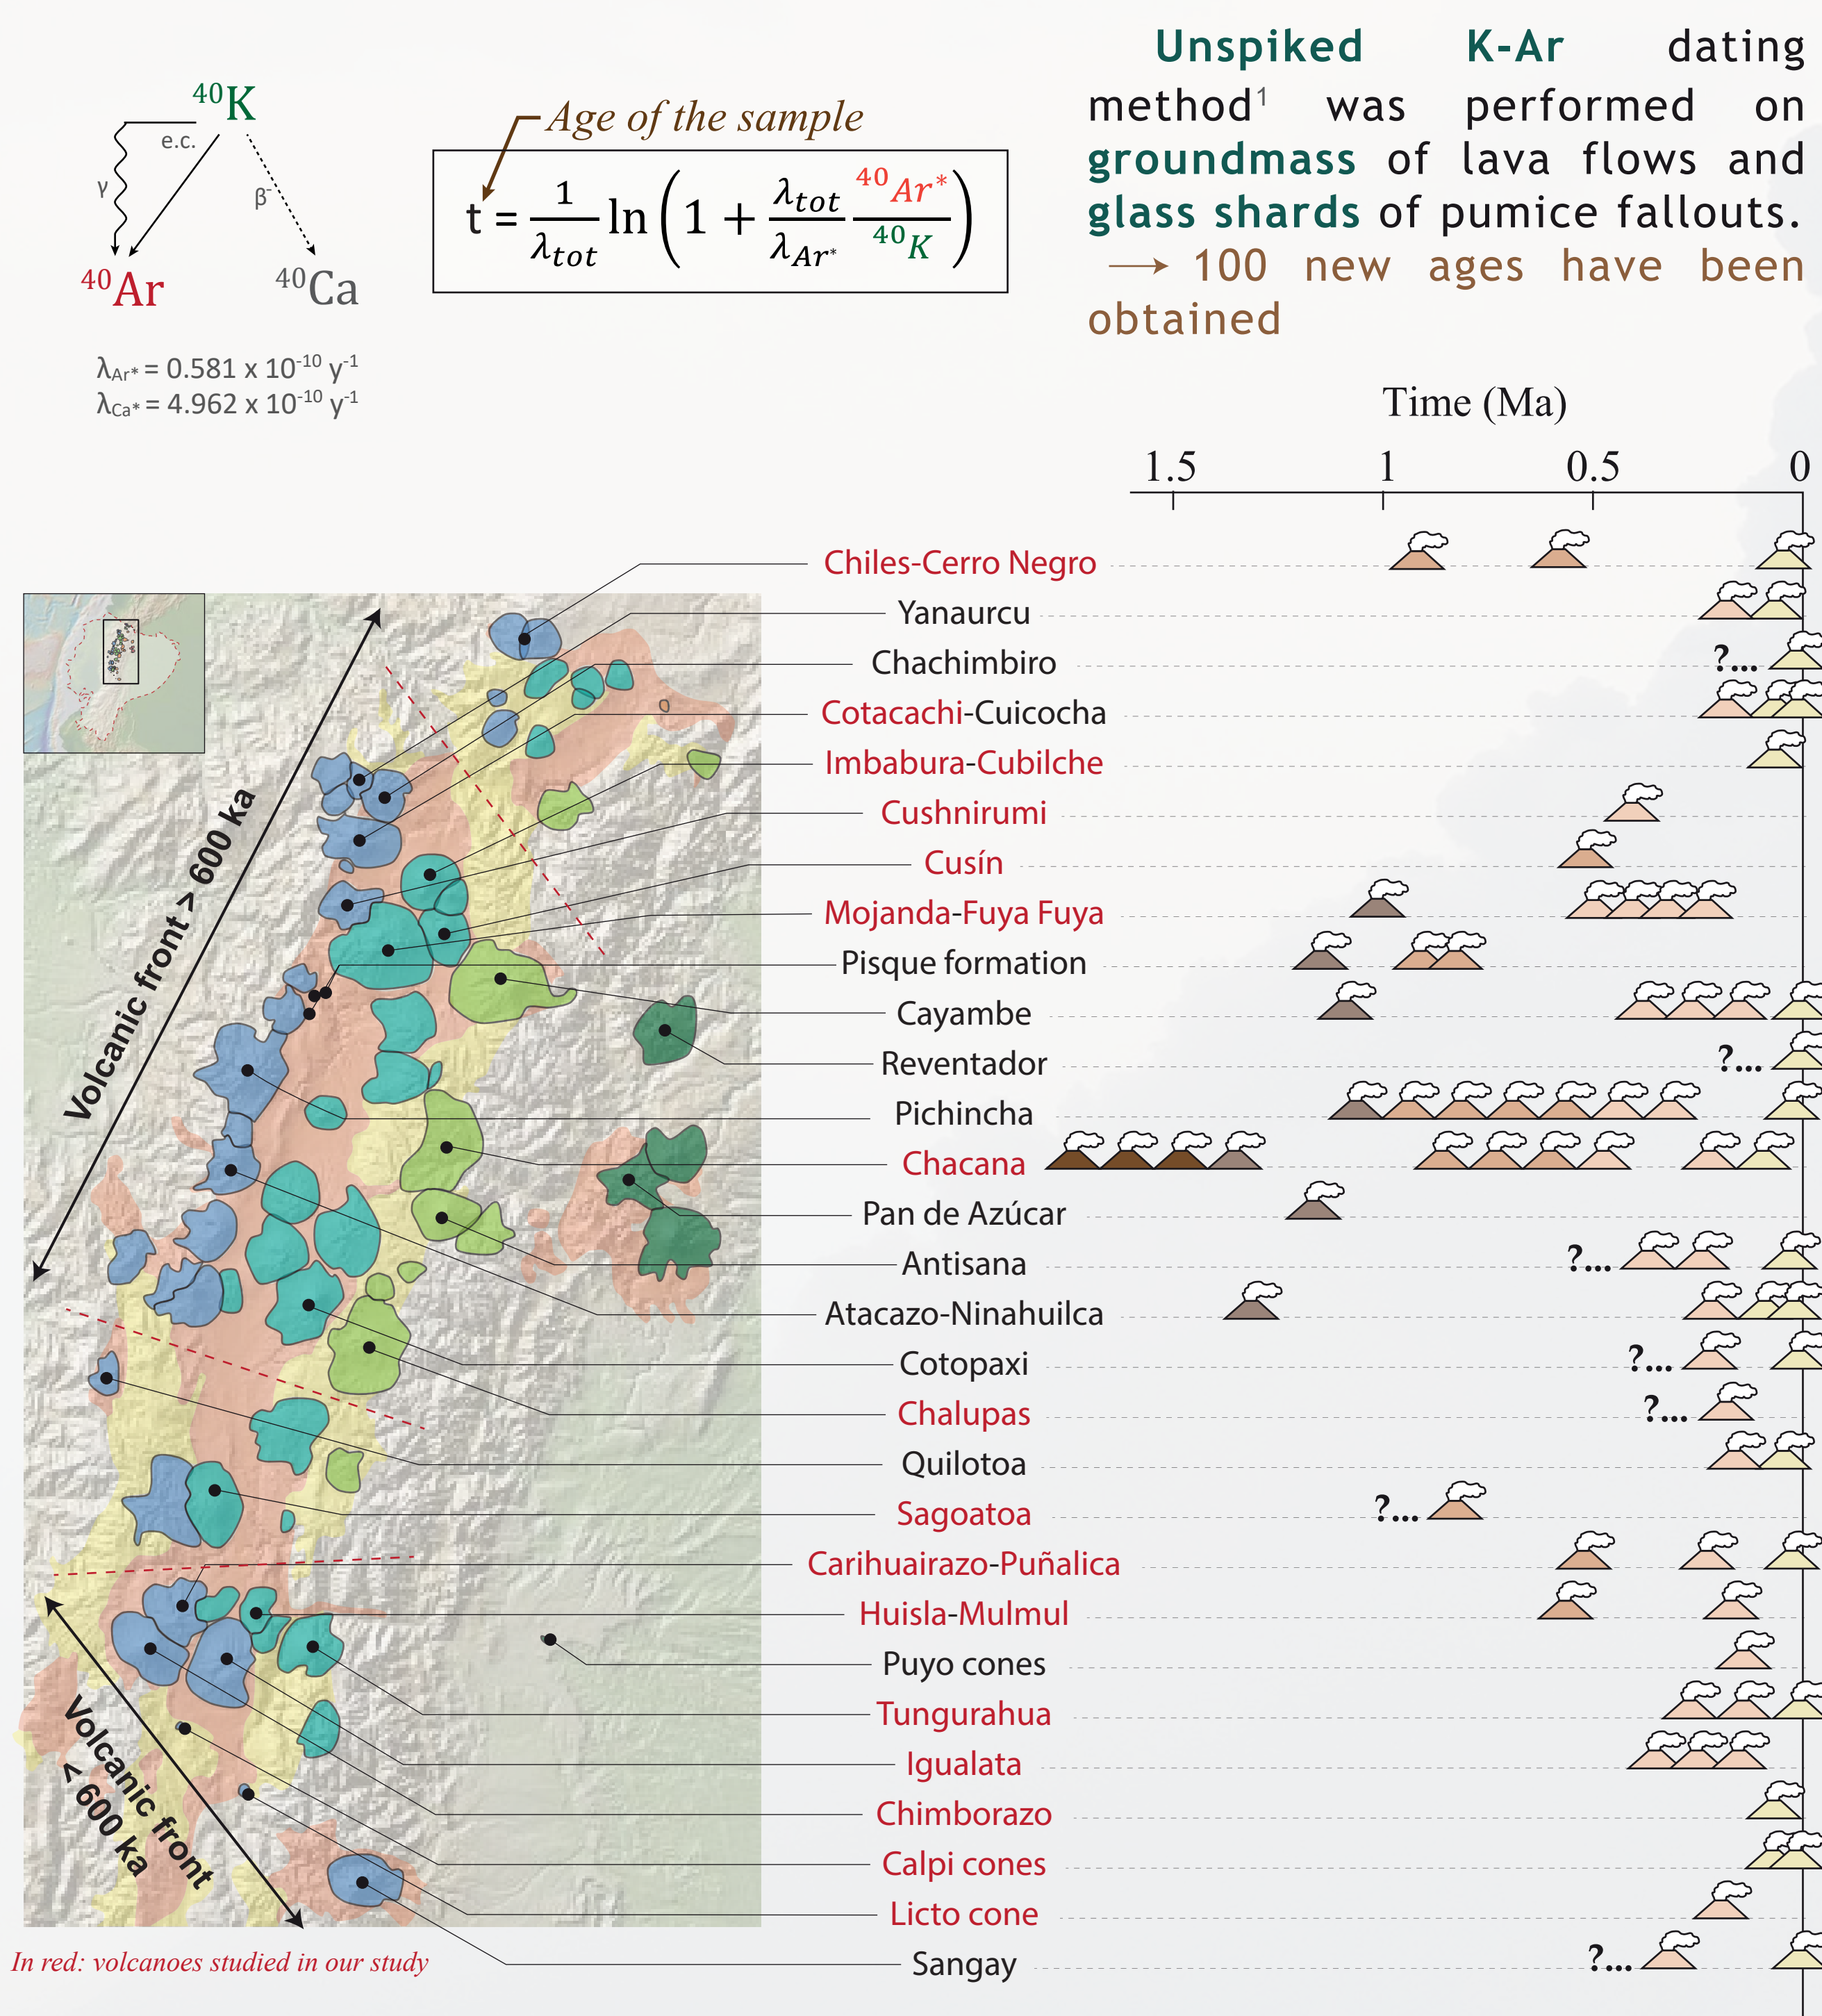 Unspiked K-Ar dating
method¹ was performed on
groundmass of lava flows and
glass shards of pumice fallouts.
→ 100 new ages have been
obtained
⁴⁰K
e.c.
γ
β⁻
⁴⁰Ar
⁴⁰Ca
λAr* = 0.581 x 10⁻¹⁰ y⁻¹
λCa* = 4.962 x 10⁻¹⁰ y⁻¹
Age of the sample
t = 1/λtot ln(1 + λtot/λAr* ⁴⁰Ar*/⁴⁰K)
Time (Ma)
1.5 1 0.5 0
Chiles-Cerro Negro
Yanaurcu
Chachimbiro ?...
Cotacachi-Cuicocha
Imbabura-Cubilche
Cushnirumi
Cusín
Mojanda-Fuya Fuya
Pisque formation
Cayambe
Reventador ?...
Pichincha
Chacana
Pan de Azúcar
Antisana ?...
Atacazo-Ninahuilca
Cotopaxi ?...
Chalupas ?...
Quilotoa
Sagoatoa ?...
Carihuairazo-Puñalica
Huisla-Mulmul
Puyo cones
Tungurahua
Igualata
Chimborazo
Calpi cones
Licto cone
Sangay ?...
Volcanic front > 600 ka
Volcanic front
< 600 ka
In red: volcanoes studied in our study